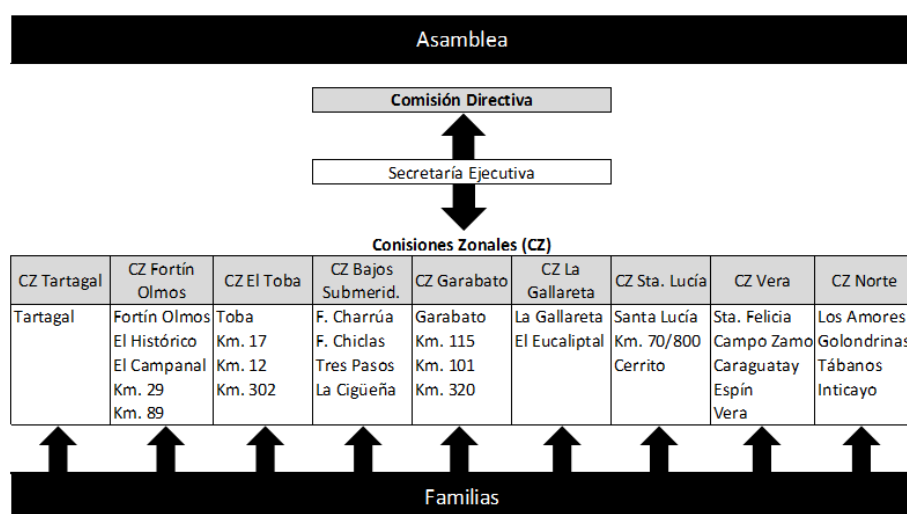 Asamblea
Comisión Directiva
Secretaría Ejecutiva
Conisiones Zonales (CZ)
CZ Tartagal
Tartagal
CZ Fortín
Olmos
Fortín Olmos
El Histórico
El Campanal
Km. 29
Km. 89
CZ El Toba
Toba
Km. 17
Km. 12
Km. 302
CZ Bajos
Submerid.
F. Charrúa
F. Chiclas
Tres Pasos
La Cigüeña
CZ Garabato
Garabato
Km. 115
Km. 101
Km. 320
CZ La
Gallareta
La Gallareta
El Eucaliptal
CZ Sta. Lucía
Santa Lucía
Km. 70/800
Cerrito
CZ Vera
Sta. Felicia
Campo Zamo
Caraguatay
Espín
Vera
CZ Norte
Los Amores
Golondrinas
Tábanos
Inticayo
Familias